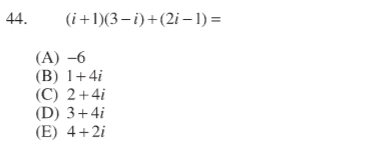 44. (i+1)(3–i)+(2i–1)=
(A) –6
(B) 1+4i
(C) 2+4i
(D) 3+4i
(E) 4+2i